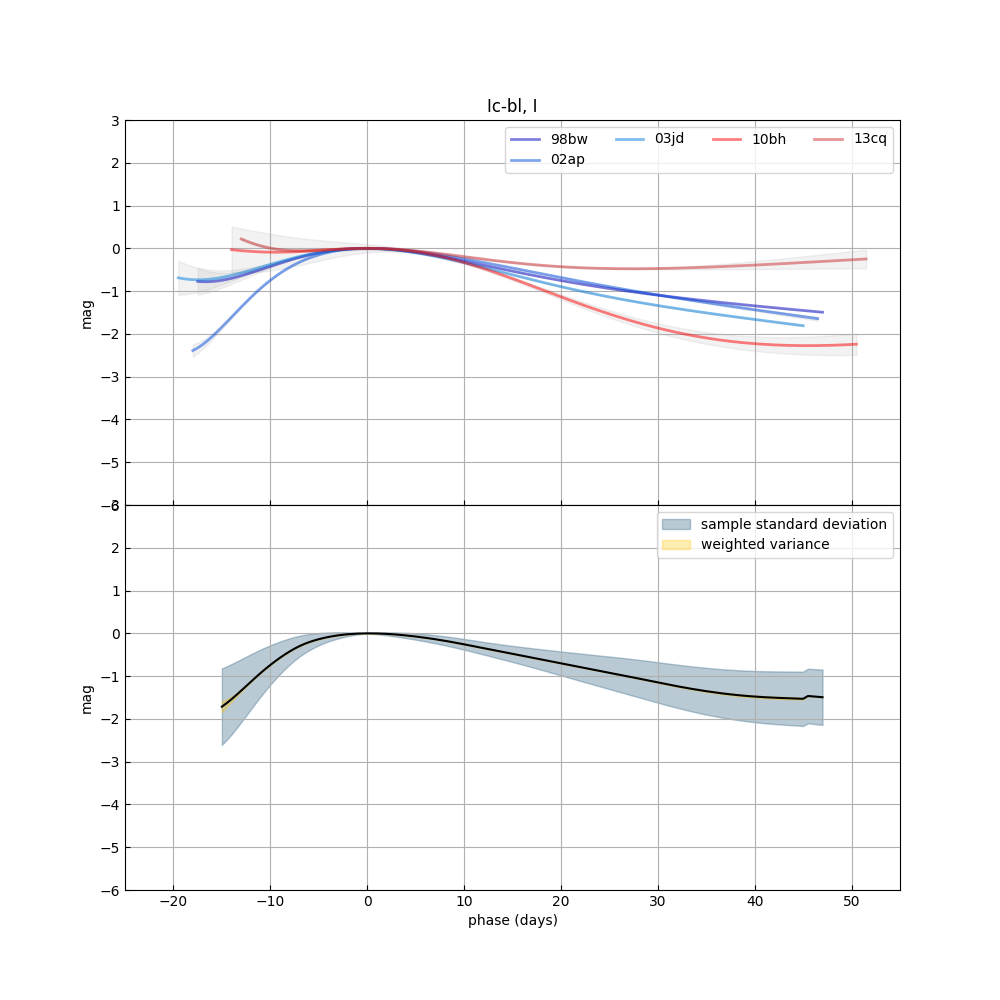 Ic-bl, I
98bw 03jd 10bh 13cq
02ap
3
2
1
0
−1
−2
−3
−4
−5
−6
mag
sample standard deviation
weighted variance
3
2
1
0
−1
−2
−3
−4
−5
−6
mag
−20 −10 0 10 20 30 40 50
phase (days)